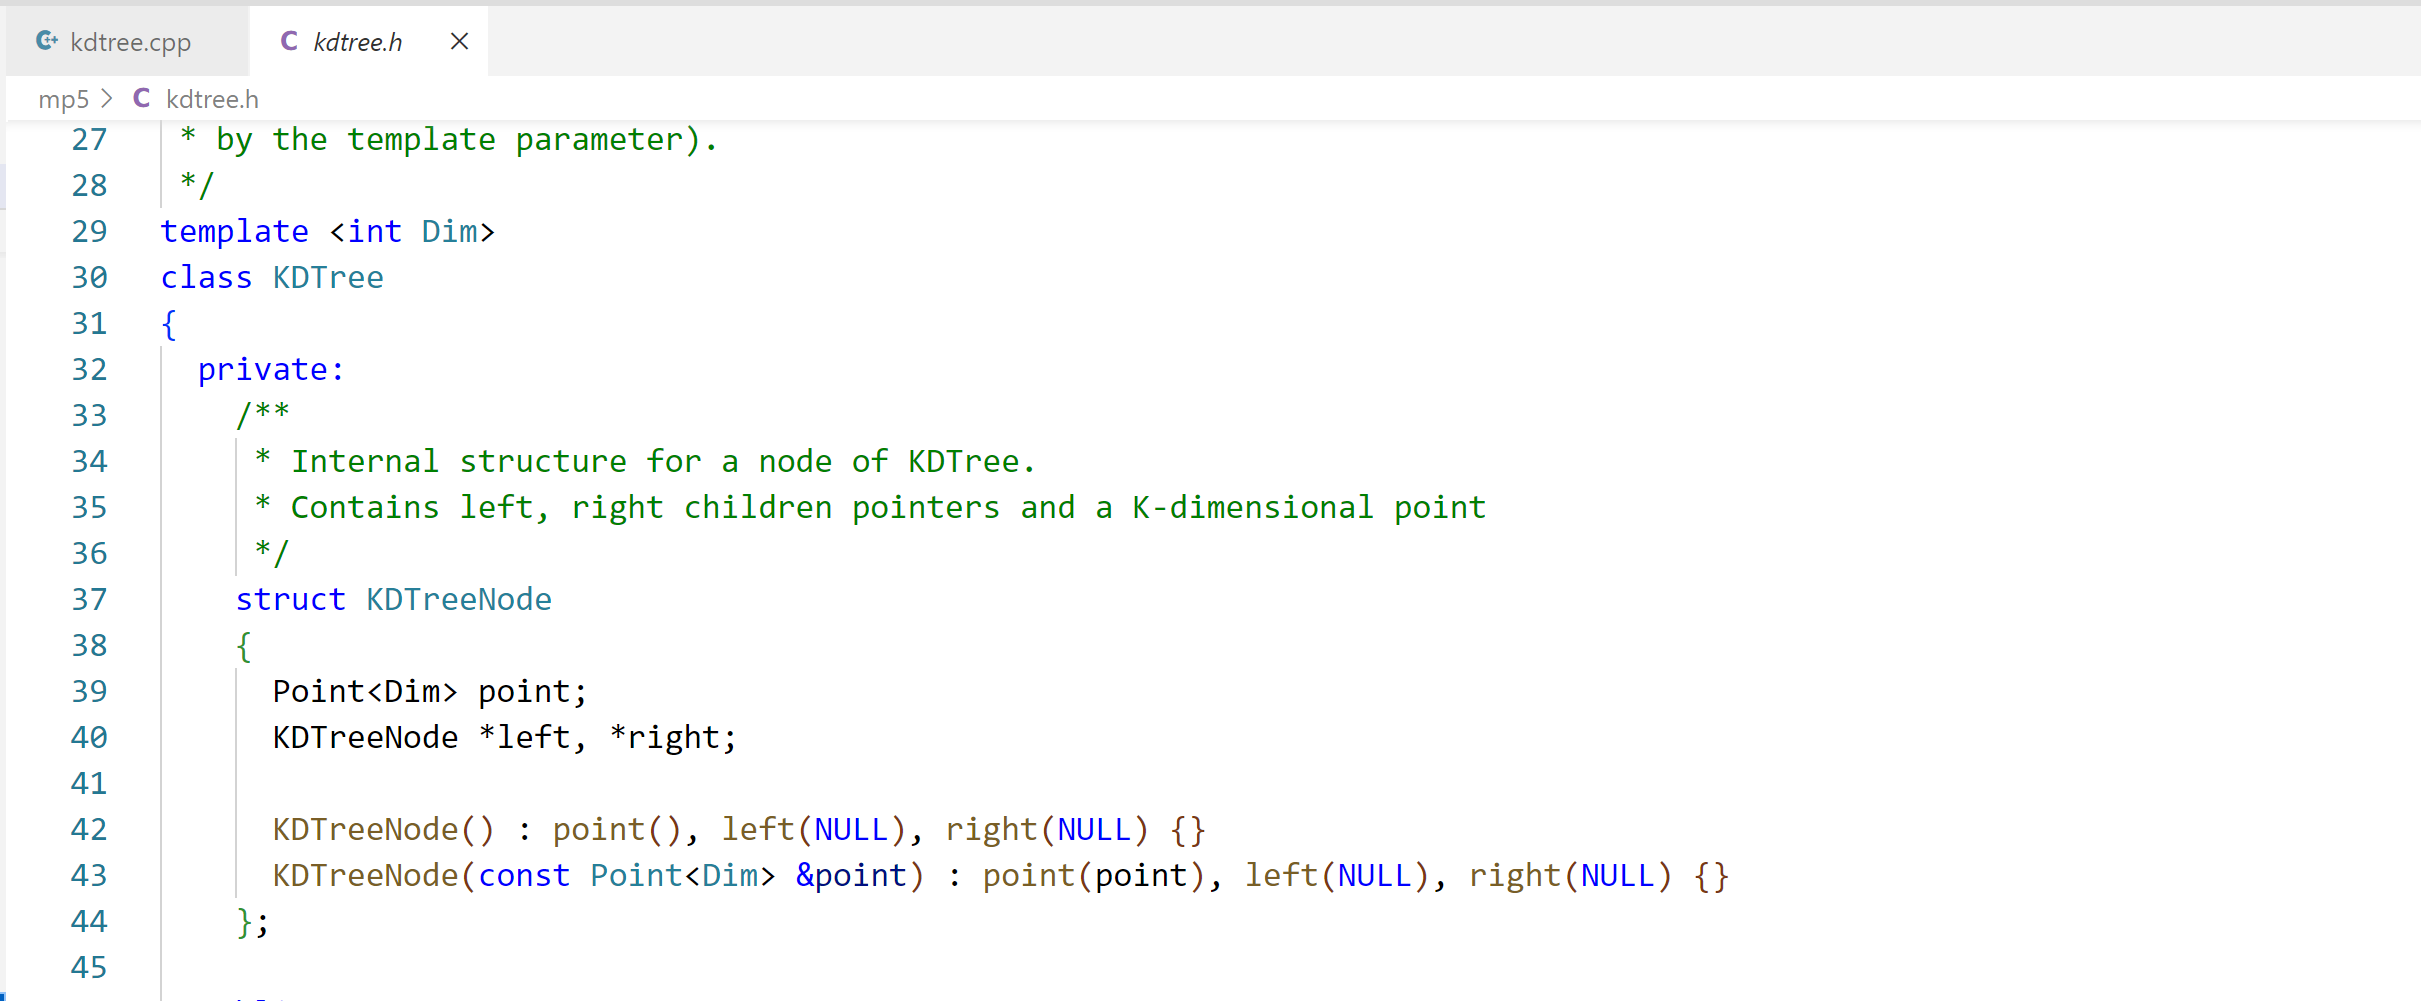 kdtree.cpp kdtree.h
mp5 > kdtree.h
27 * by the template parameter).
28 */
29 template <int Dim>
30 class KDTree
31 {
32 private:
33 /**
34 * Internal structure for a node of KDTree.
35 * Contains left, right children pointers and a K-dimensional point
36 */
37 struct KDTreeNode
38 {
39 Point<Dim> point;
40 KDTreeNode *left, *right;
41
42 KDTreeNode() : point(), left(NULL), right(NULL) {}
43 KDTreeNode(const Point<Dim> &point) : point(point), left(NULL), right(NULL) {}
44 };
45